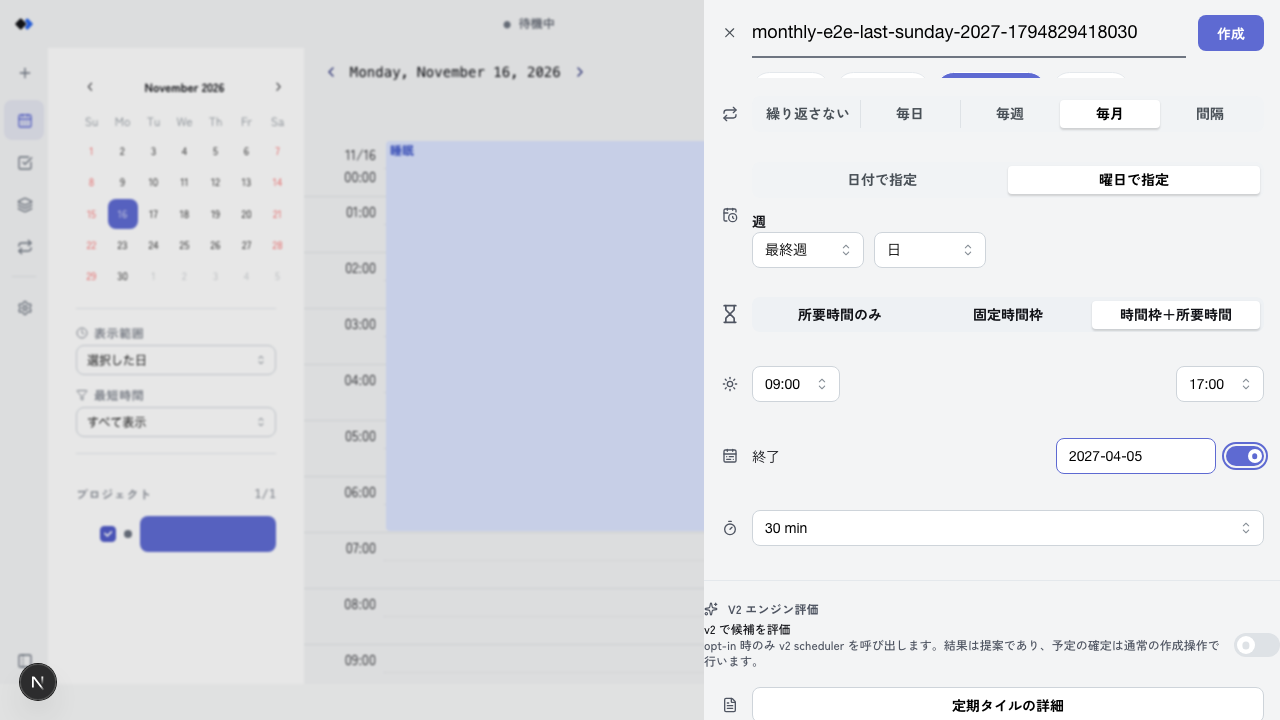 待機中
November 2026
Su Mo Tu We Th Fr Sa
1 2 3 4 5 6 7
8 9 10 11 12 13 14
15 16 17 18 19 20 21
22 23 24 25 26 27 28
29 30 1 2 3 4 5
表示範囲
選択した日
最短時間
すべて表示
プロジェクト 1/1
N
Monday, November 16, 2026
11/16
睡眠
00:00
01:00
02:00
03:00
04:00
05:00
06:00
07:00
08:00
09:00
monthly-e2e-last-sunday-2027-1794829418030
作成
繰り返さない 毎日 毎週 毎月 間隔
日付で指定 曜日で指定
週
最終週 日
所要時間のみ 固定時間枠 時間枠＋所要時間
09:00 17:00
終了 2027-04-05
30 min
V2 エンジン評価
v2 で候補を評価
opt-in 時のみ v2 scheduler を呼び出します。結果は提案であり、予定の確定は通常の作成操作で
行います。
定期タイルの詳細